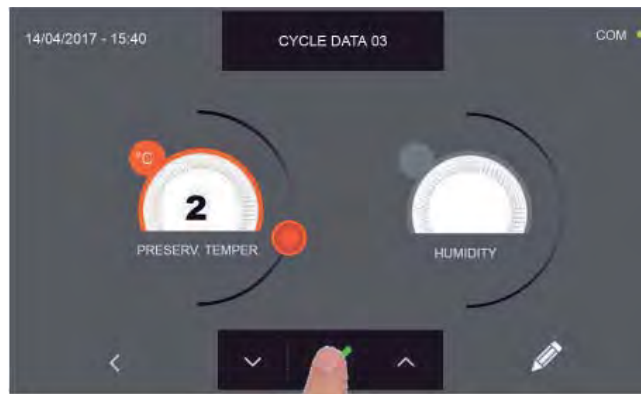 14/04/2017 - 15:40
CYCLE DATA 03
COM
°C
2
PRESERV. TEMPER.
HUMIDITY